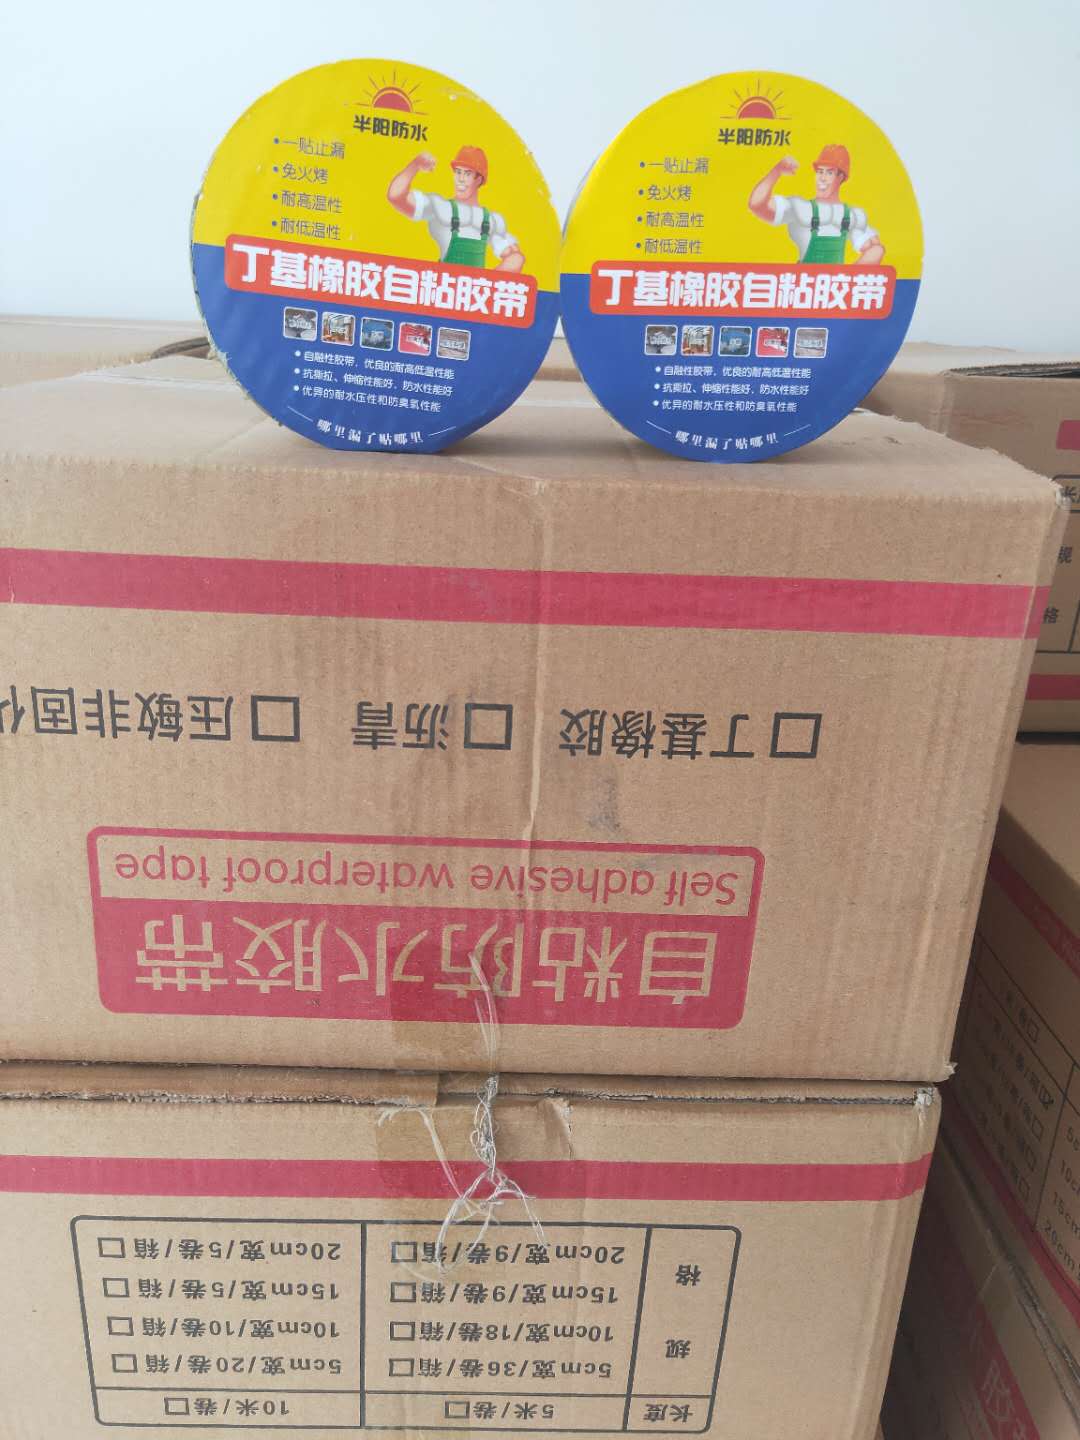 半阳防水
•一贴止漏
•免火烤
•耐高温性
•耐低温性
丁基橡胶自粘胶带
•自融性胶带，优良的耐高低温性能
•抗撕拉、伸缩性能好，防水性能好
•优异的耐水压性和防臭氧性能
哪里漏了贴哪里
半阳防水
•一贴止漏
•免火烤
•耐高温性
•耐低温性
丁基橡胶自粘胶带
•自融性胶带，优良的耐高低温性能
•抗撕拉、伸缩性能好，防水性能好
•优异的耐水压性和防臭氧性能
哪里漏了贴哪里
自粘防水胶带
Self adhesive waterproof tape
□丁基橡胶 □沥青 □压敏非固化
长度 5米/卷□ 10米/卷□
规格
5cm宽/36卷/箱□ 5cm宽/20卷/箱□
10cm宽/18卷/箱□ 10cm宽/10卷/箱□
15cm宽/9卷/箱□ 15cm宽/5卷/箱□
20cm宽/9卷/箱□ 20cm宽/5卷/箱□
规
格